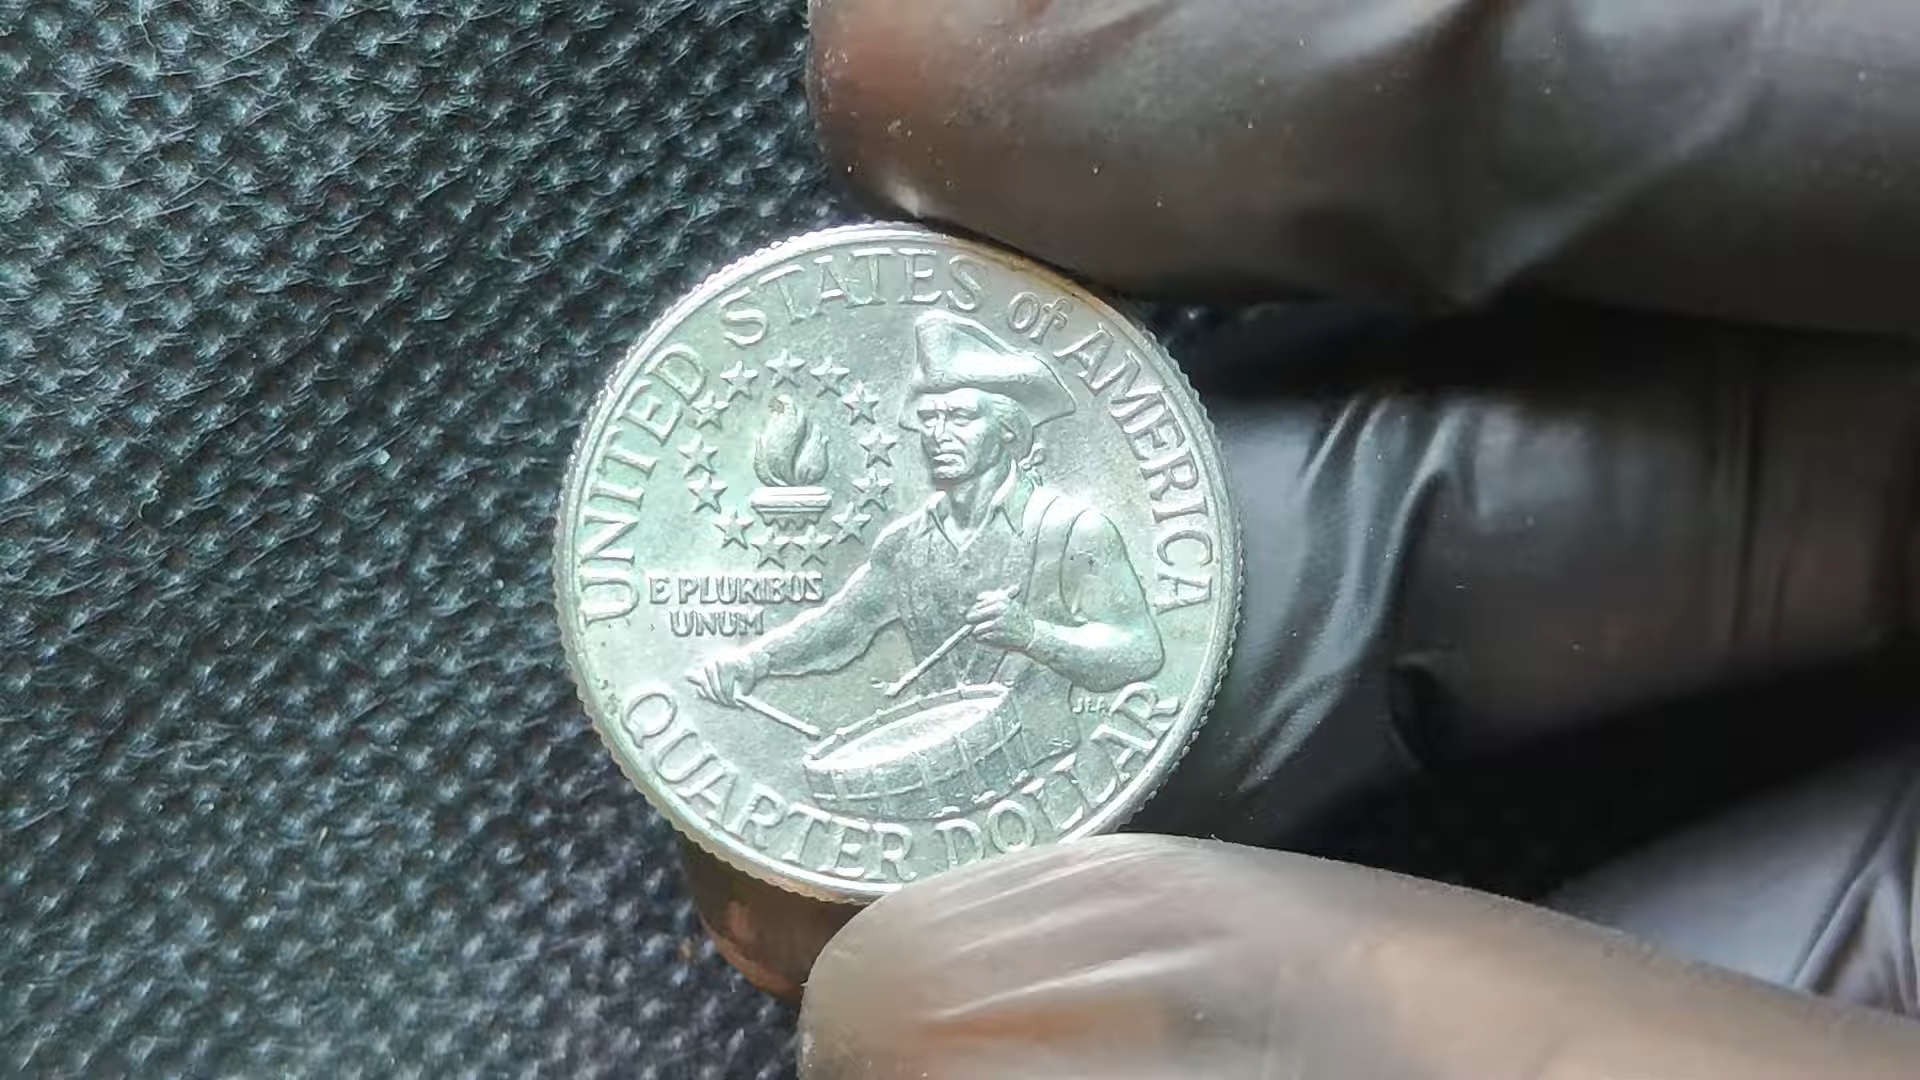 UNITED STATES of AMERICA
E PLURIBUS
UNUM
JLA
QUARTER DOLLAR